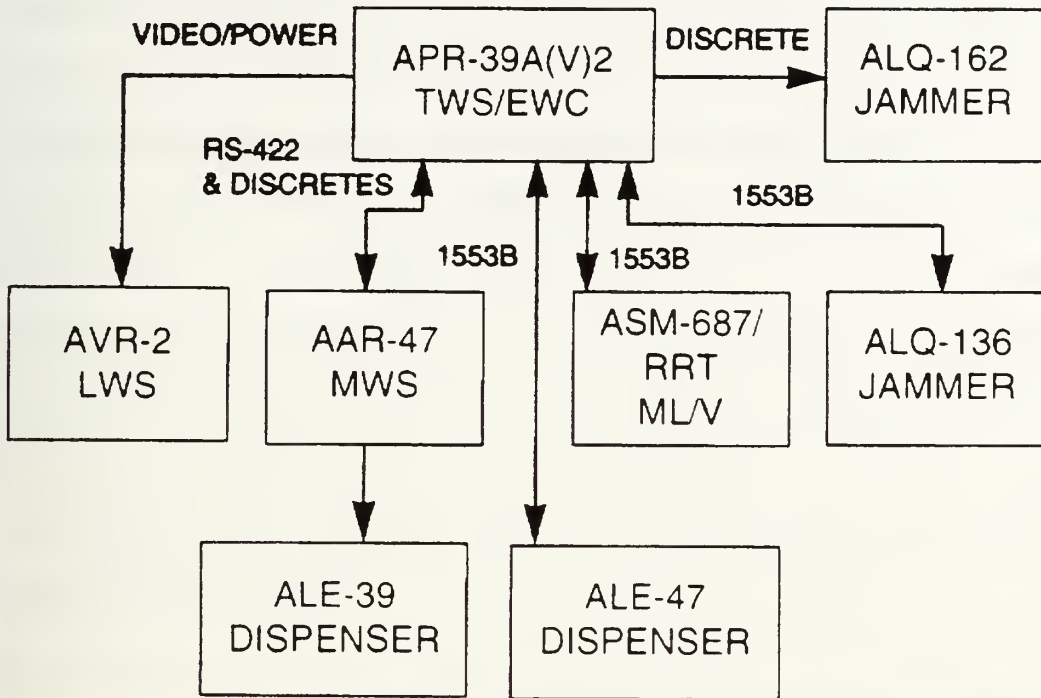 VIDEO/POWER
APR-39A(V)2
TWS/EWC
DISCRETE
ALQ-162
JAMMER
RS-422
& DISCRETES
1553B
1553B
1553B
AVR-2
LWS
AAR-47
MWS
ASM-687/
RRT
ML/V
ALQ-136
JAMMER
ALE-39
DISPENSER
ALE-47
DISPENSER